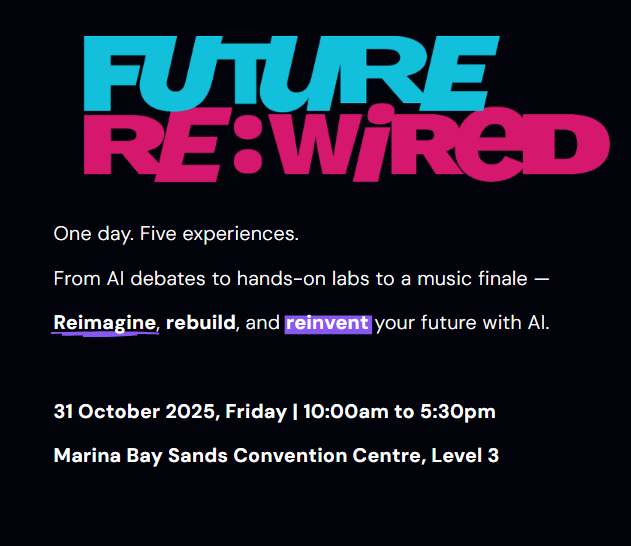 FUTURE
RE:WiReD
One day. Five experiences.
From AI debates to hands-on labs to a music finale —
Reimagine, rebuild, and reinvent your future with AI.
31 October 2025, Friday | 10:00am to 5:30pm
Marina Bay Sands Convention Centre, Level 3